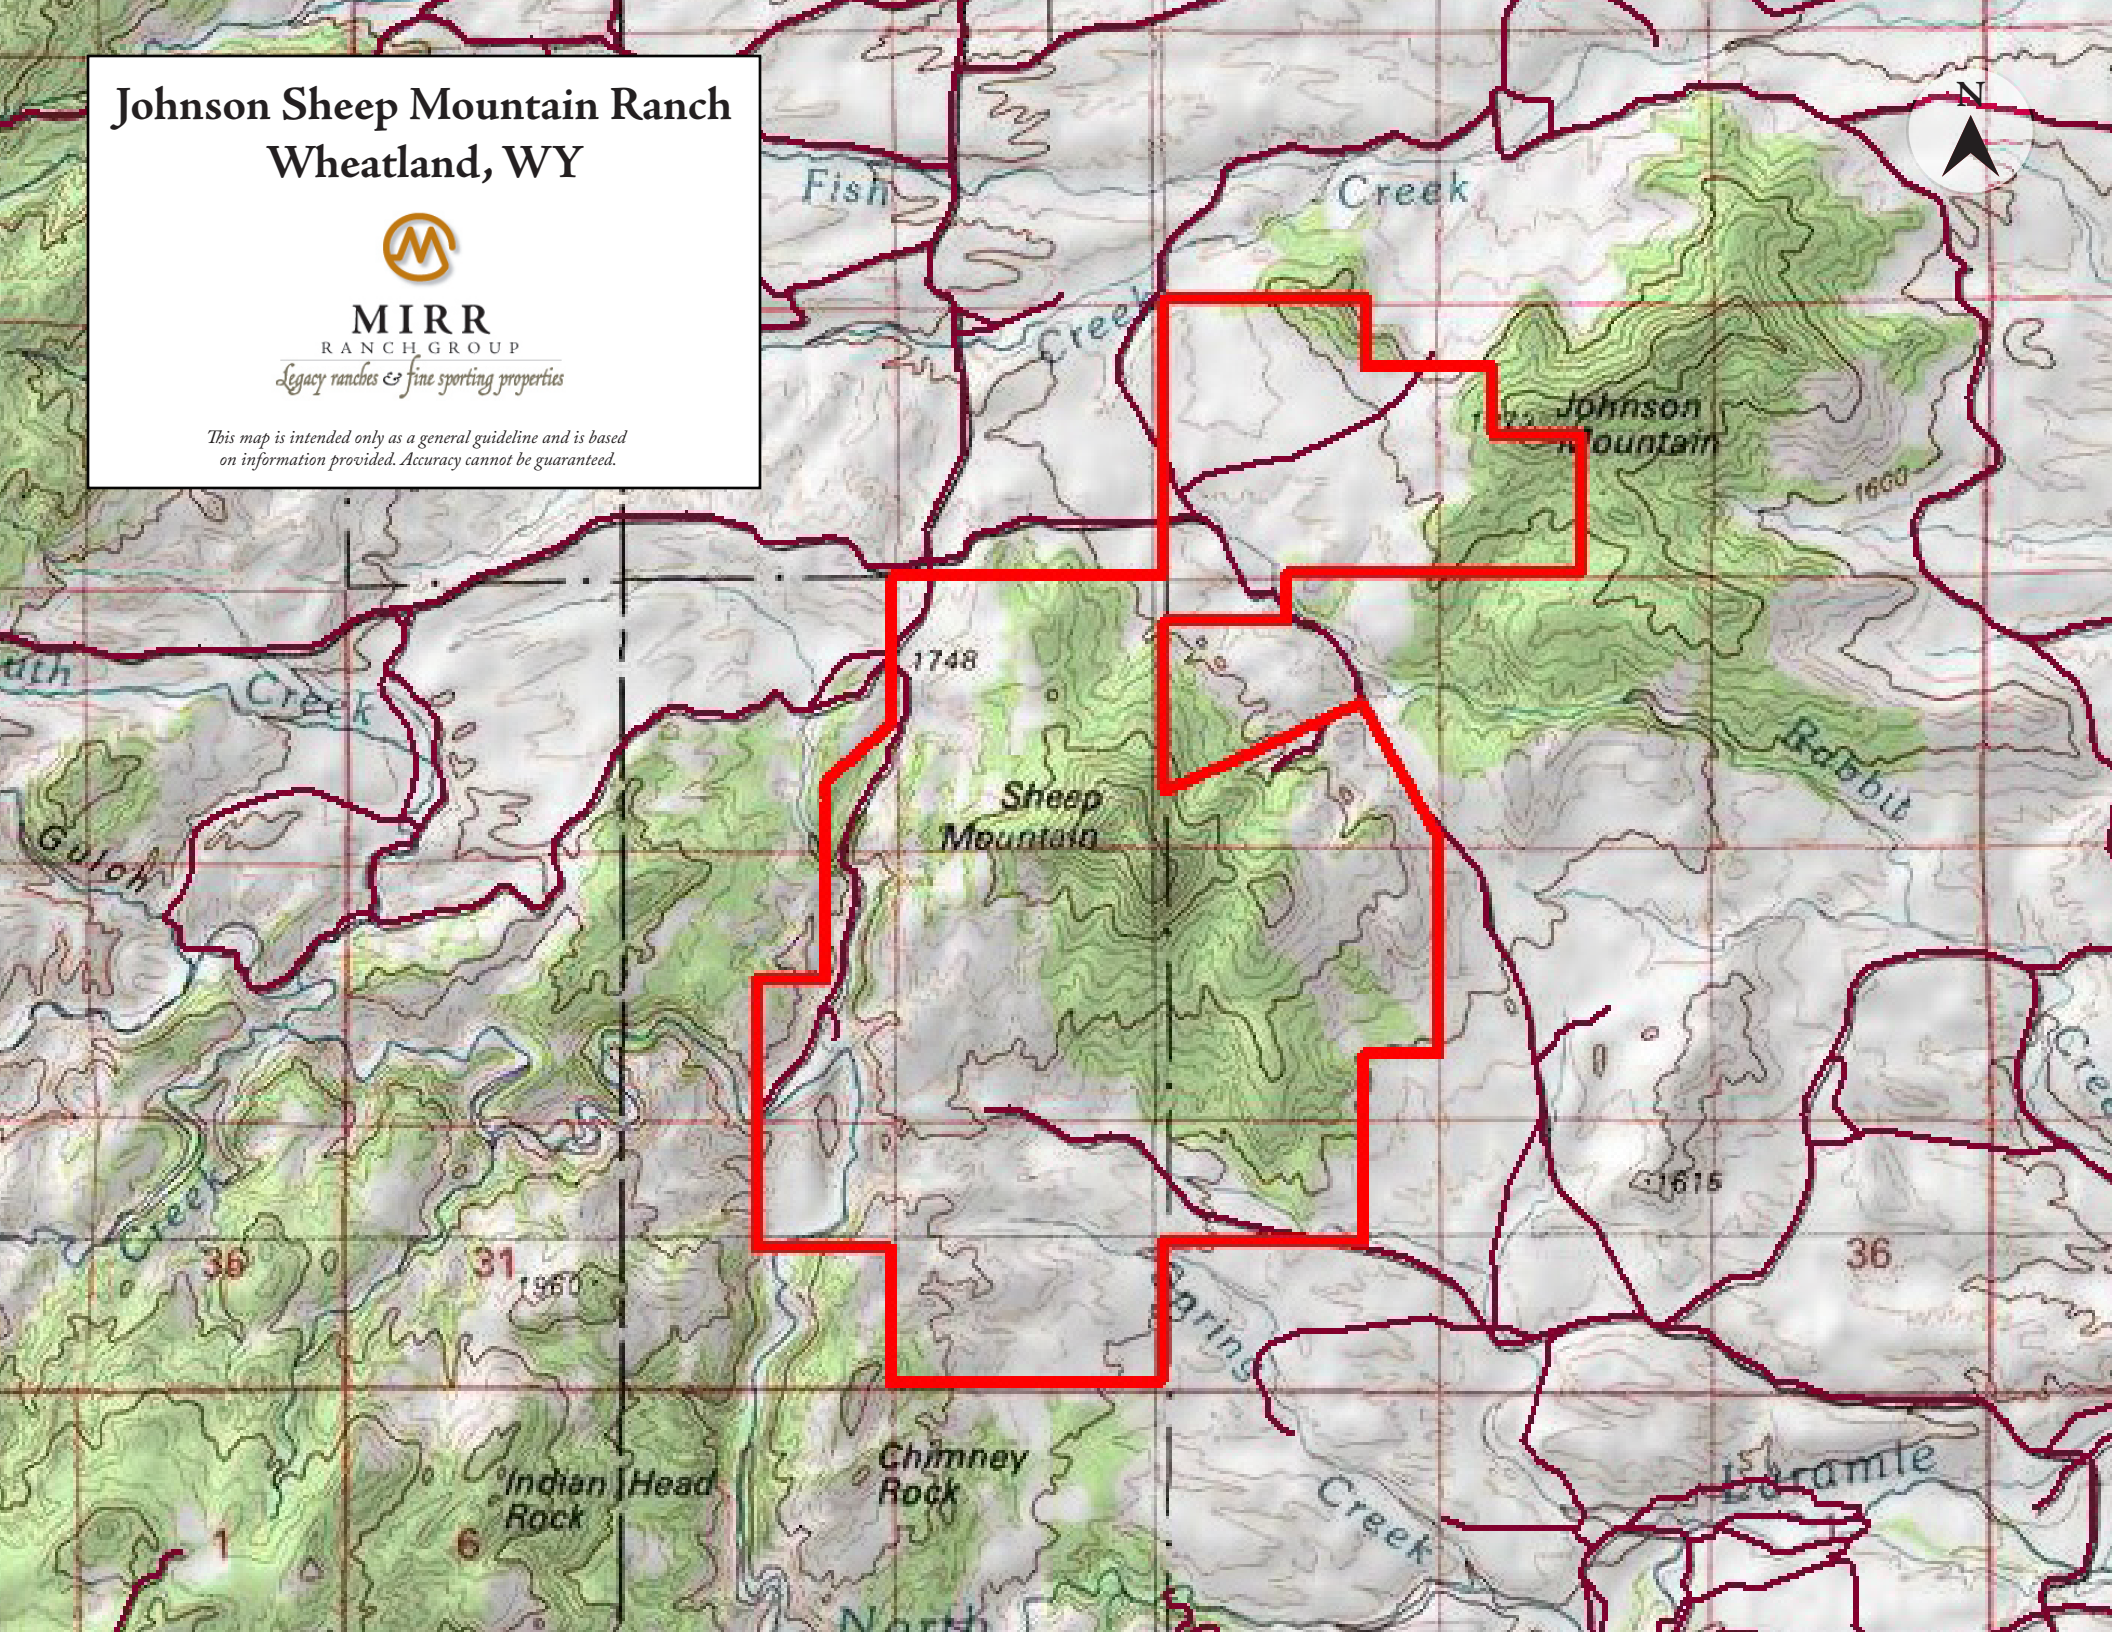 Johnson Sheep Mountain Ranch
Wheatland, WY
MIRR
RANCH GROUP
Legacy ranches & fine sporting properties
This map is intended only as a general guideline and is based
on information provided. Accuracy cannot be guaranteed.
N
Fish
Creek
Creek
Johnson
Mountain
1600
uth
Creek
1748
Rabbit
Sheep
Mountain
Gulch
Creek
Creek
36
31
1960
1615
36
Spring
Creek
Chimney
Rock
Indian Head
Rock
Laramie
1
6
North